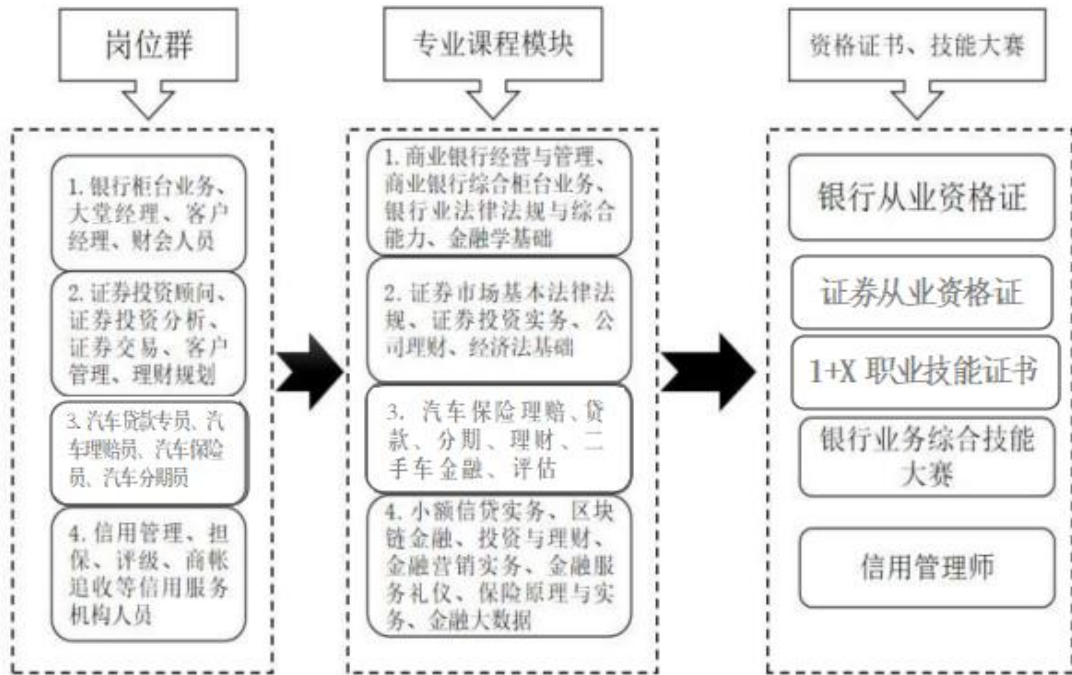 岗位群
专业课程模块
资格证书、技能大赛
1.银行柜台业务、
大堂经理、客户
经理、财会人员
2.证券投资顾问、
证券投资分析、
证券交易、客户
管理、理财规划
3.汽车贷款专员、汽
车理赔员、汽车保险
员、汽车分期员
4.信用管理、担
保、评级、商帐
追收等信用服务
机构人员
1.商业银行经营与管理、
商业银行综合柜台业务、
银行业法律法规与综合
能力、金融学基础
2.证券市场基本法律法
规、证券投资实务、公
司理财、经济法基础
3. 汽车保险理赔、贷
款、分期、理财、二
手车金融、评估
4.小额信贷实务、区块
链金融、投资与理财、
金融营销实务、金融服
务礼仪、保险原理与实
务、金融大数据
银行从业资格证
证券从业资格证
1+X 职业技能证书
银行业务综合技能
大赛
信用管理师